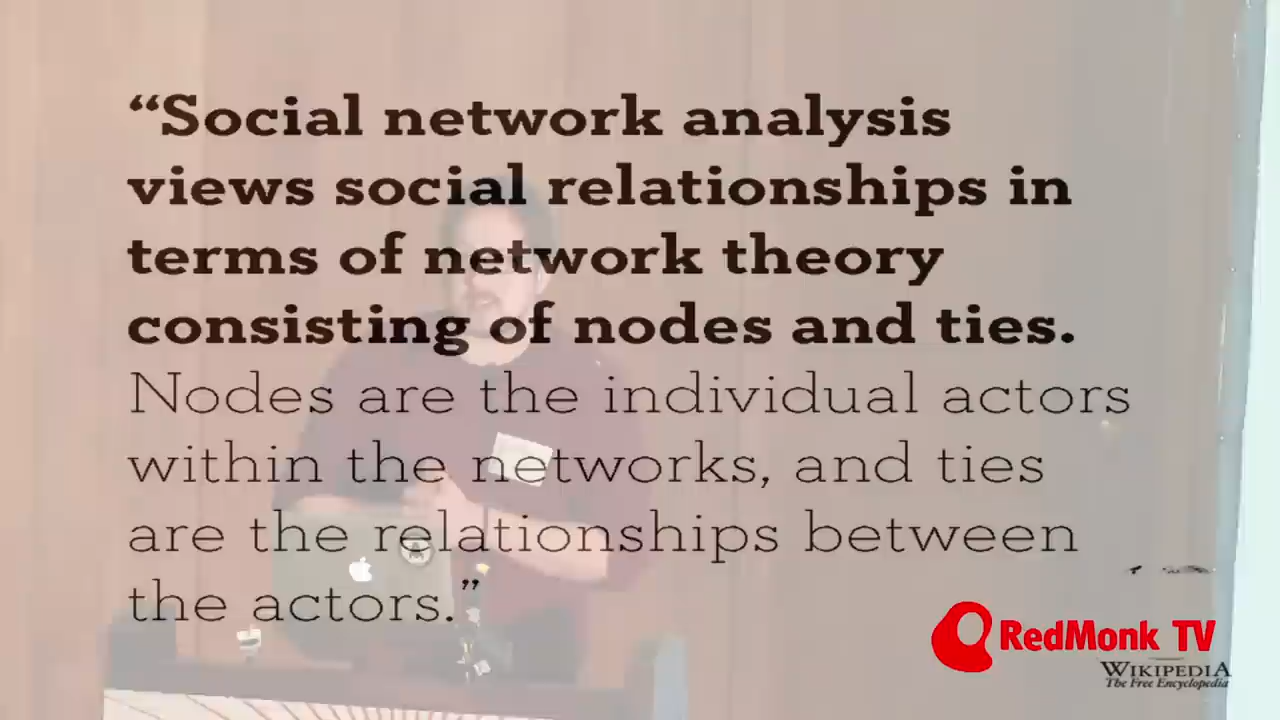 “Social network analysis
views social relationships in
terms of network theory
consisting of nodes and ties.
Nodes are the individual actors
within the networks, and ties
are the relationships between
the actors.”
RedMonk TV
WIKIPEDIA
The Free Encyclopedia